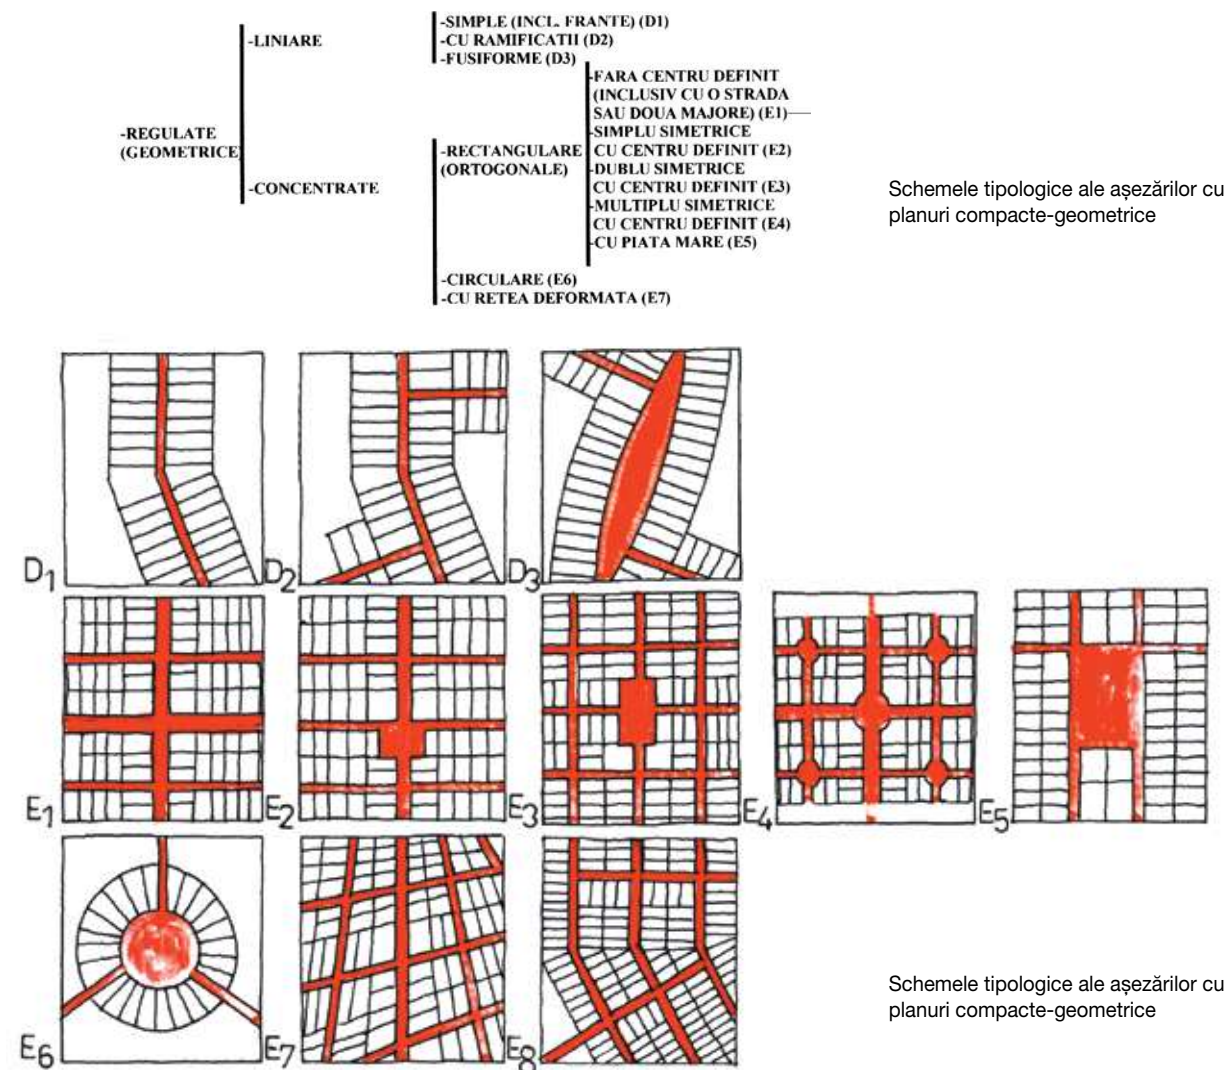 -REGULATE
(GEOMETRICE)
-LINIARE
-SIMPLE (INCL. FRANTE) (D1)
-CU RAMIFICATII (D2)
-FUSIFORME (D3)
-CONCENTRATE
-RECTANGULARE
(ORTOGONALE)
-FARA CENTRU DEFINIT
(INCLUSIV CU O STRADA
SAU DOUA MAJORE) (E1)
-SIMPLU SIMETRICE
CU CENTRU DEFINIT (E2)
-DUBLU SIMETRICE
CU CENTRU DEFINIT (E3)
-MULTIPLU SIMETRICE
CU CENTRU DEFINIT (E4)
-CU PIATA MARE (E5)
-CIRCULARE (E6)
-CU RETEA DEFORMATA (E7)
Schemele tipologice ale așezărilor cu
planuri compacte-geometrice
D1
D2
D3
E1
E2
E3
E4
E5
E6
E7
E8
Schemele tipologice ale așezărilor cu
planuri compacte-geometrice